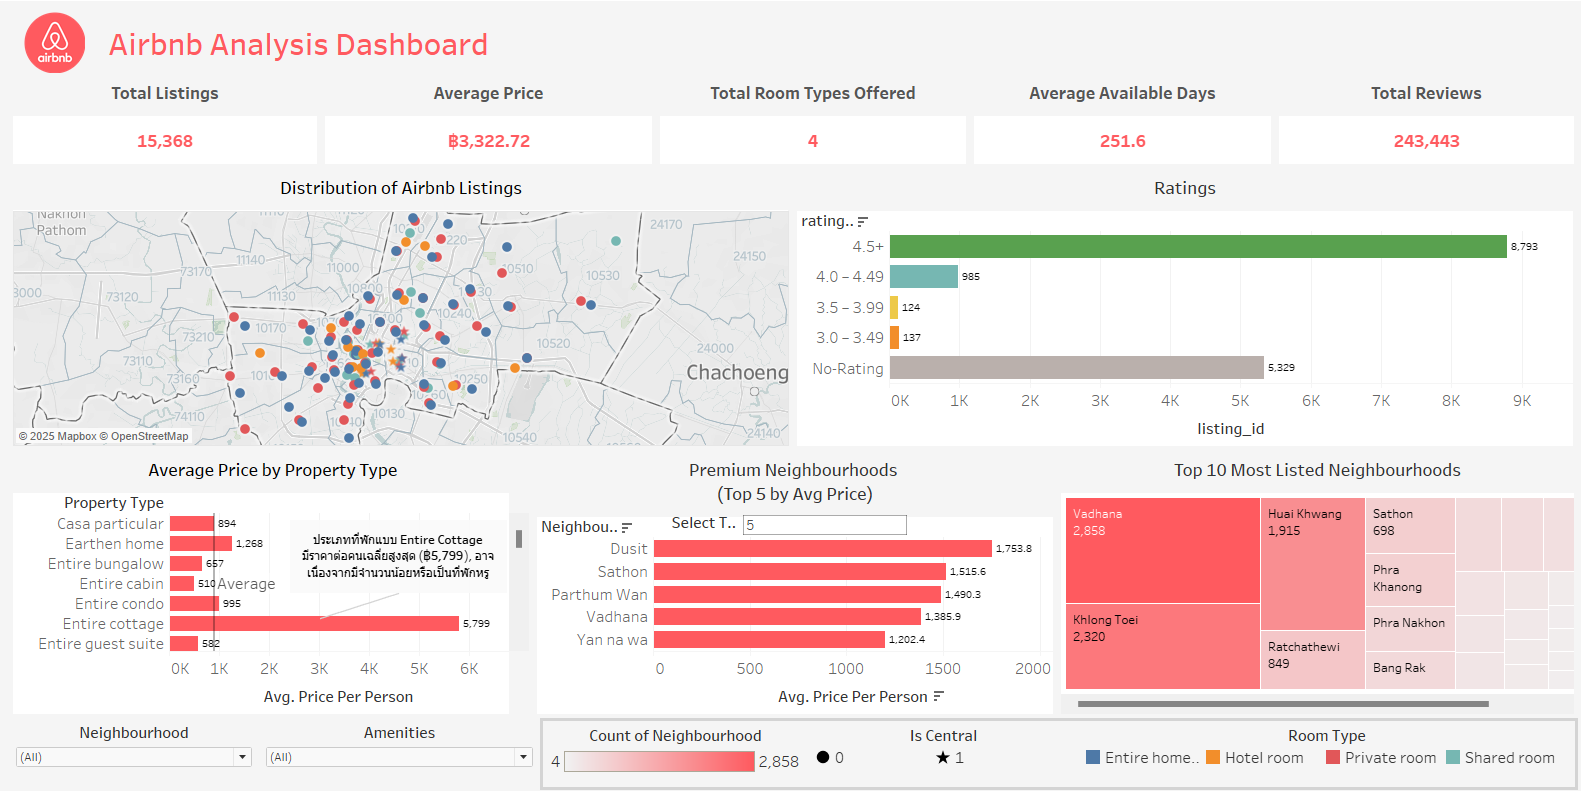 airbnb
Airbnb Analysis Dashboard
Total Listings
Average Price
Total Room Types Offered
Average Available Days
Total Reviews
15,368
฿3,322.72
4
251.6
243,443
Distribution of Airbnb Listings
Nakhon
Pathom
11110
10120
24170
11140
220
24150
73170
11000
10510
10530
3000
73120
11130
10800
10230
73210
10170
10520
24000
73110
73160
Chachoeng
10250
74110
10130
10540
24140
© 2025 Mapbox © OpenStreetMap
Ratings
rating..
4.5+
8,793
4.0 – 4.49
985
3.5 – 3.99
124
3.0 – 3.49
137
No-Rating
5,329
0K 1K 2K 3K 4K 5K 6K 7K 8K 9K
listing_id
Average Price by Property Type
Property Type
Casa particular 894
Earthen home 1,268
Entire bungalow 657
Entire cabin 510 Average
Entire condo 995
Entire cottage 5,799
Entire guest suite 582
ประเภทที่พักแบบ Entire Cottage
มีราคาต่อคนเฉลี่ยสูงสุด (฿5,799), อาจ
เนื่องจากมีจำนวนน้อยหรือเป็นที่พักหรู
0K 1K 2K 3K 4K 5K 6K
Avg. Price Per Person
Premium Neighbourhoods
(Top 5 by Avg Price)
Neighbou..
Select T.. 5
Dusit 1,753.8
Sathon 1,515.6
Parthum Wan 1,490.3
Vadhana 1,385.9
Yan na wa 1,202.4
0 500 1000 1500 2000
Avg. Price Per Person
Top 10 Most Listed Neighbourhoods
Vadhana
2,858
Khlong Toei
2,320
Huai Khwang
1,915
Ratchathewi
849
Sathon
698
Phra
Khanong
Phra Nakhon
Bang Rak
Neighbourhood
(All)
Amenities
(All)
Count of Neighbourhood
4 2,858
Is Central
0
1
Room Type
Entire home..
Hotel room
Private room
Shared room